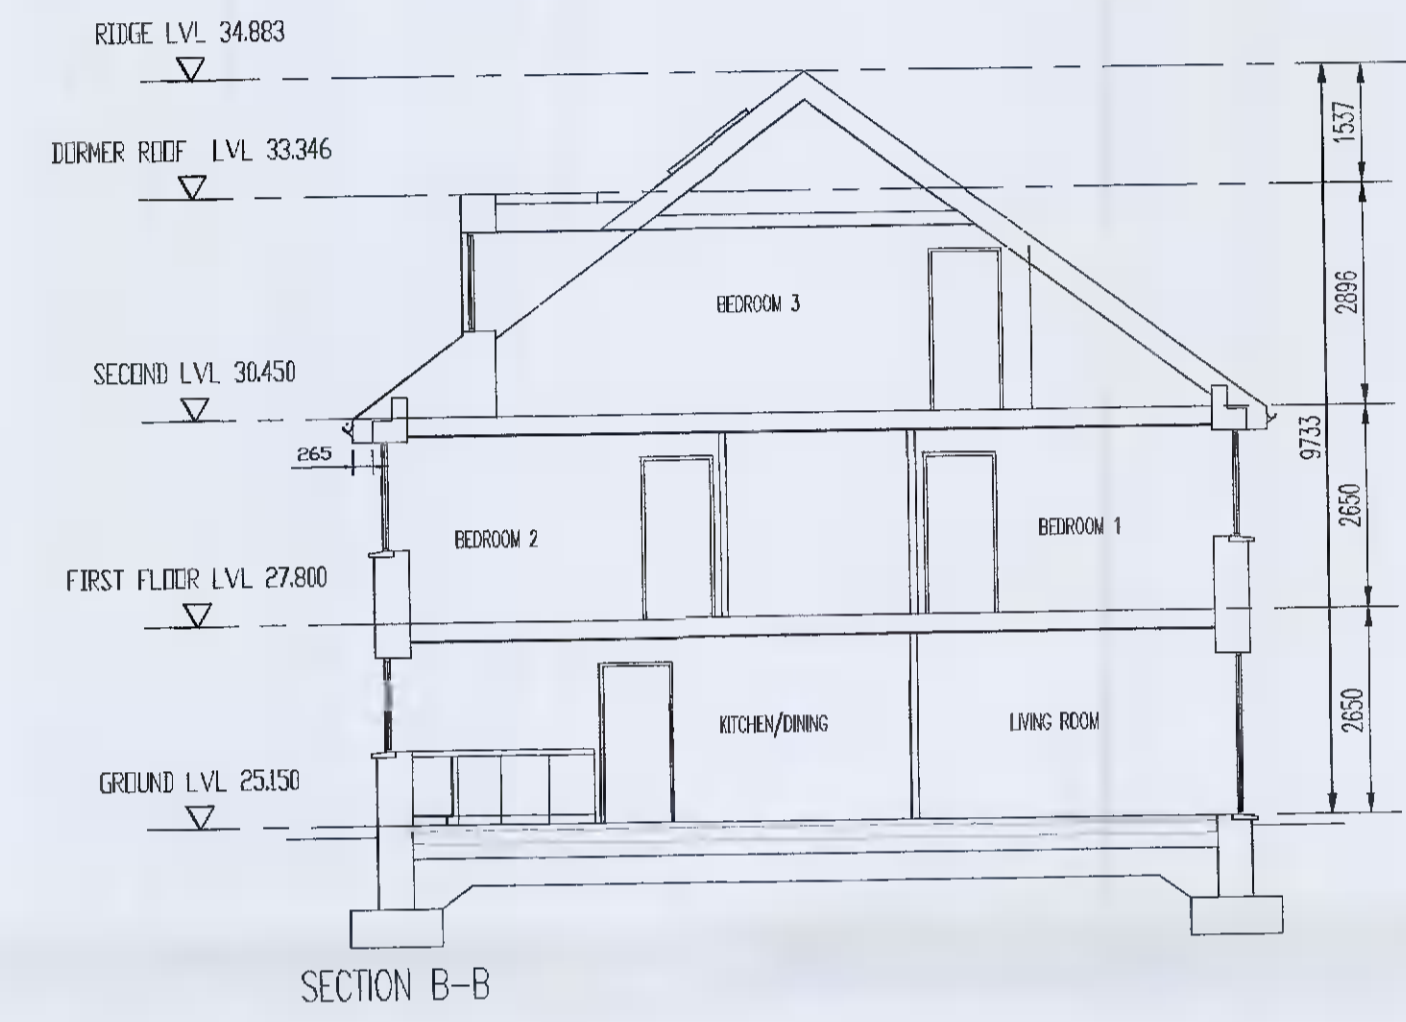 RIDGE LVL 34.883
1537
DORMER ROOF LVL 33.346
2896
BEDROOM 3
SECOND LVL 30.450
9733
265
2650
BEDROOM 2
BEDROOM 1
FIRST FLOOR LVL 27.800
2650
KITCHEN/DINING
LIVING ROOM
GROUND LVL 25.150
SECTION B-B